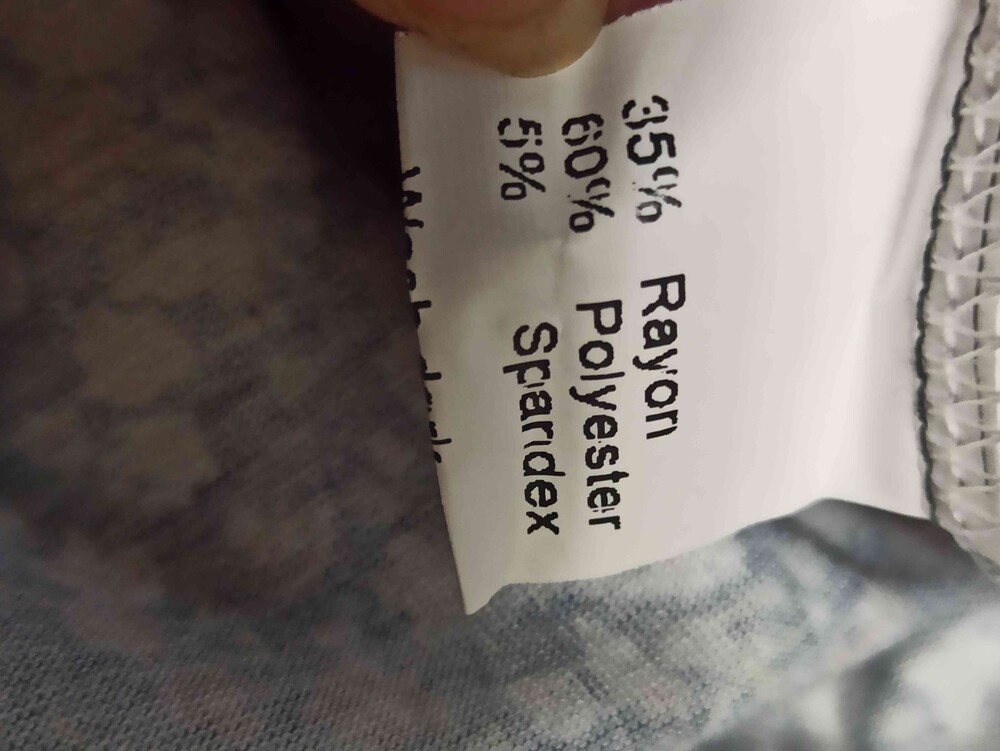 35% Rayon
60% Polyester
5% Spandex